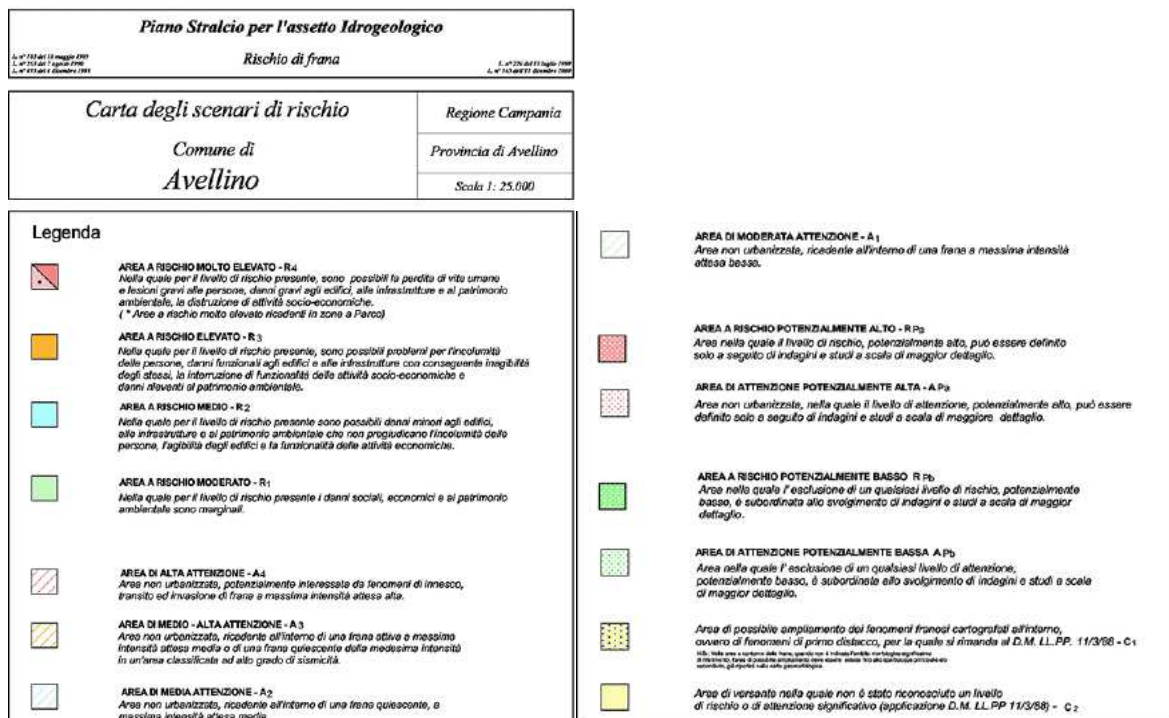 Piano Stralcio per l'assetto Idrogeologico
Rischio di frana
Carta degli scenari di rischio
Comune di
Avellino
Regione Campania
Provincia di Avellino
Scala 1: 25.000
Legenda
AREA A RISCHIO MOLTO ELEVATO - R4
Nella quale per il livello di rischio presente, sono possibili la perdita di vite umane
e lesioni gravi alle persone, danni gravi agli edifici, alle infrastrutture e al patrimonio
ambientale, la distruzione di attività socio-economiche.
( * Aree a rischio molto elevato ricadenti in zone a Parco)
AREA A RISCHIO ELEVATO - R3
Nella quale per il livello di rischio presente, sono possibili problemi per l'incolumità
delle persone, danni funzionali agli edifici e alle infrastrutture con conseguente inagibilità
degli stessi, la interruzione di funzionalità delle attività socio-economiche e
danni rilevanti al patrimonio ambientale.
AREA A RISCHIO MEDIO - R2
Nella quale per il livello di rischio presente sono possibili danni minori agli edifici,
alle infrastrutture e al patrimonio ambientale che non pregiudicano l'incolumità delle
persone, l'agibilità degli edifici e la funzionalità delle attività economiche.
AREA A RISCHIO MODERATO - R1
Nella quale per il livello di rischio presente i danni sociali, economici e al patrimonio
ambientale sono marginali.
AREA DI ALTA ATTENZIONE - A4
Area non urbanizzata, potenzialmente interessata da fenomeni di innesco,
transito ed invasione di frana a massima intensità attesa alta.
AREA DI MEDIO - ALTA ATTENZIONE - A3
Area non urbanizzata, ricadente all'interno di una frana attiva a massima
intensità attesa media o di una frana quiescente della medesima intensità
in un'area classificata ad alto grado di sismicità.
AREA DI MEDIA ATTENZIONE - A2
Area non urbanizzata, ricadente all'interno di una frana quiescente, a
massima intensità attesa media
AREA DI MODERATA ATTENZIONE - A1
Area non urbanizzata, ricadente all'interno di una frana a massima intensità
attesa bassa.
AREA A RISCHIO POTENZIALMENTE ALTO - RPa
Area nella quale il livello di rischio, potenzialmente alto, può essere definito
solo a seguito di indagini e studi a scala di maggior dettaglio.
AREA DI ATTENZIONE POTENZIALMENTE ALTA - APa
Area non urbanizzata, nella quale il livello di attenzione, potenzialmente alto, può essere
definito solo a seguito di indagini e studi a scala di maggiore dettaglio.
AREA A RISCHIO POTENZIALMENTE BASSO RPb
Area nella quale l'esclusione di un qualsiasi livello di rischio, potenzialmente
basso, è subordinata allo svolgimento di indagini e studi a scala di maggior
dettaglio.
AREA DI ATTENZIONE POTENZIALMENTE BASSA APb
Area nella quale l'esclusione di un qualsiasi livello di attenzione,
potenzialmente basso, è subordinata allo svolgimento di indagini e studi a scala
di maggior dettaglio.
Area di possibile ampliamento dei fenomeni franosi cartografati all'interno,
ovvero di fenomeni di primo distacco, per la quale si rimanda al D.M. LL.PP. 11/3/88 - C1
Area di versante nella quale non è stato riconosciuto un livello
di rischio o di attenzione significativo (applicazione D.M. LL.PP 11/3/88) - C2